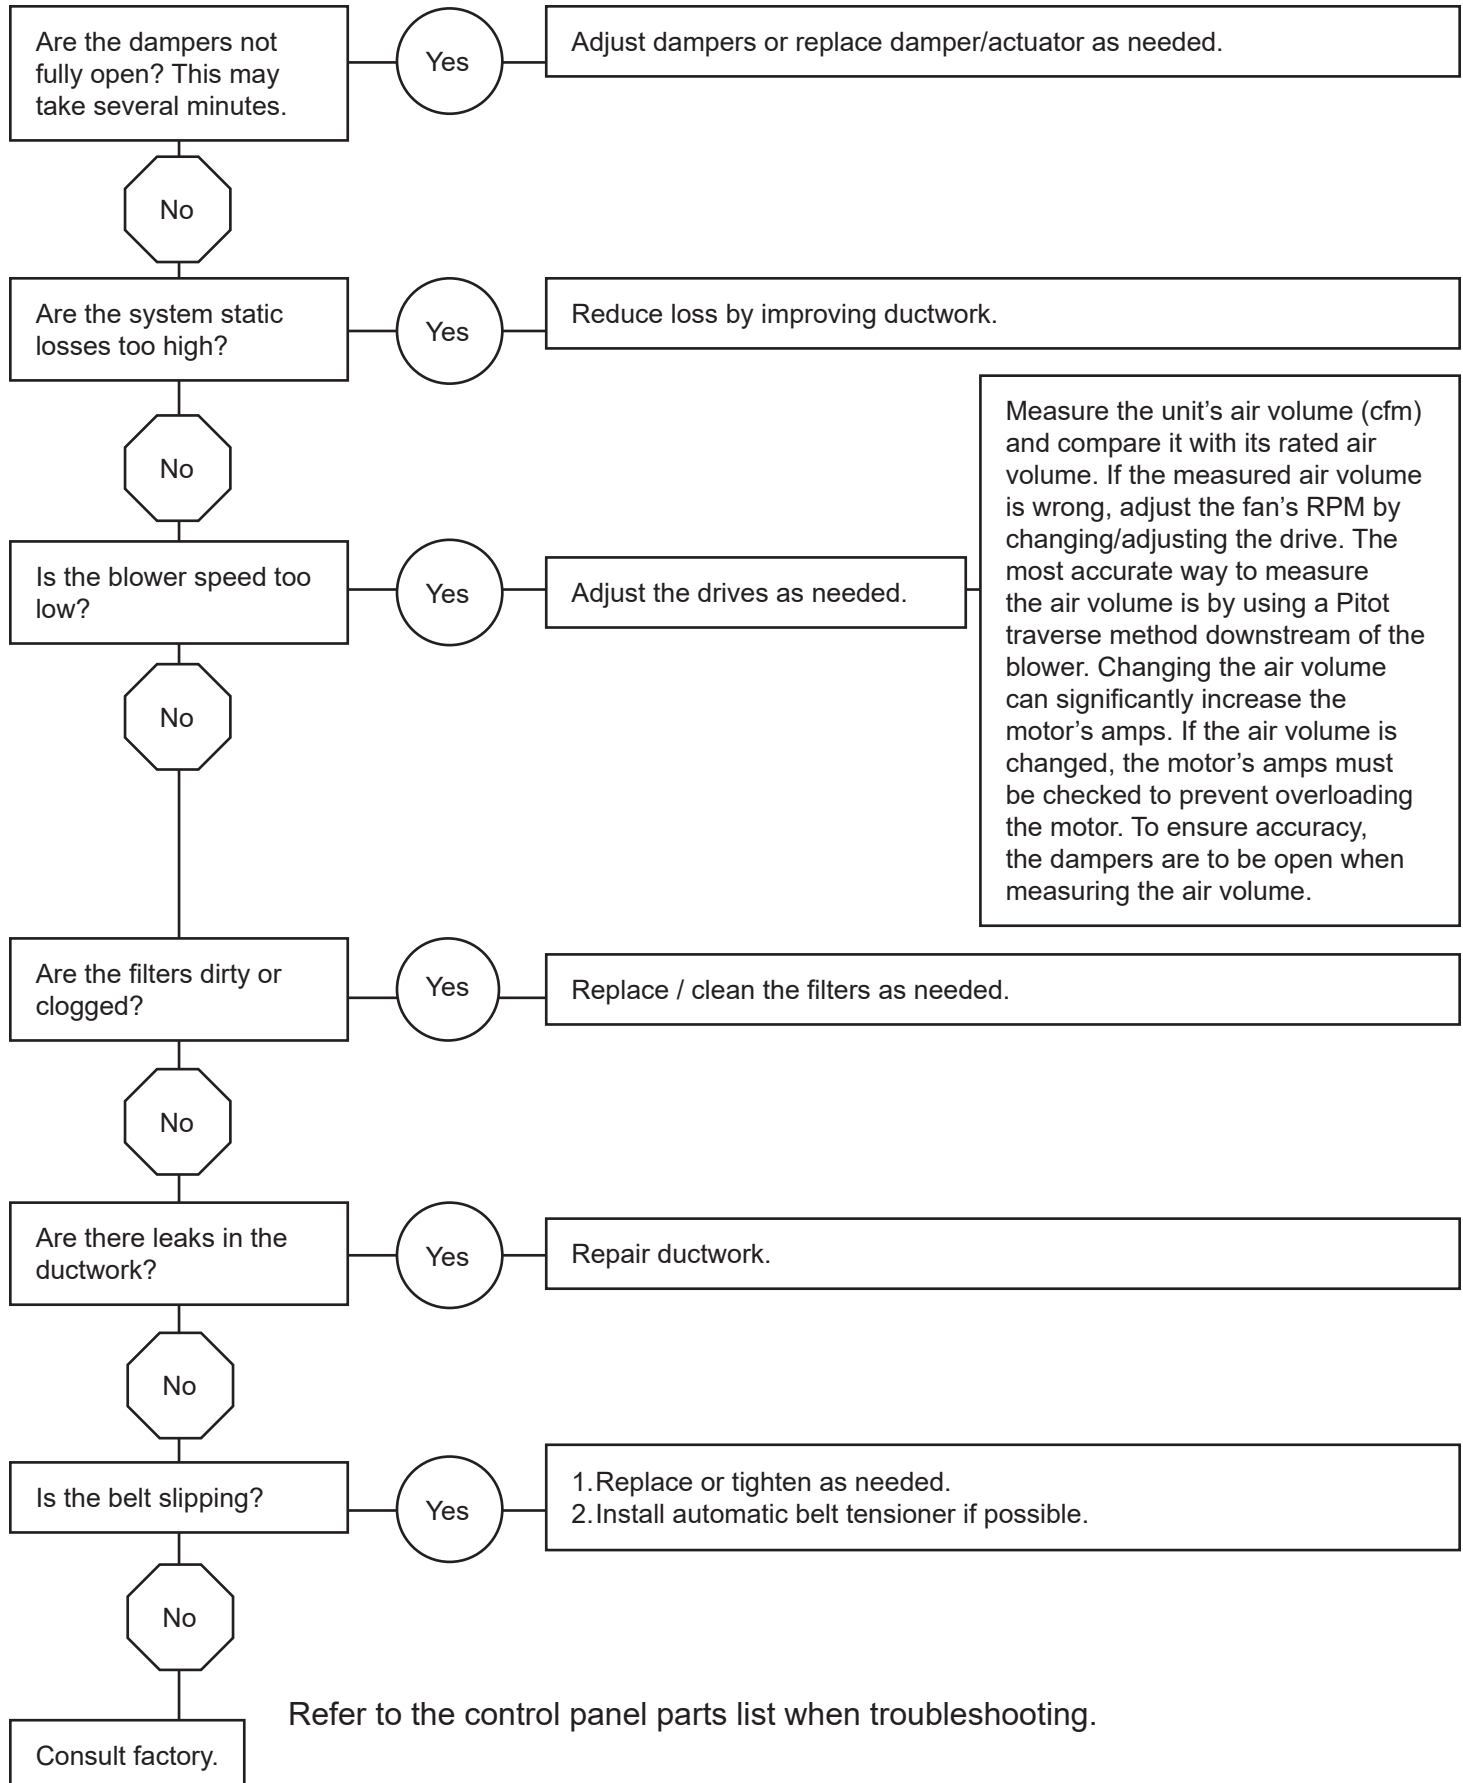 Are the dampers not
fully open? This may
take several minutes.
Yes
Adjust dampers or replace damper/actuator as needed.
No
Are the system static
losses too high?
Yes
Reduce loss by improving ductwork.
No
Is the blower speed too
low?
Yes
Adjust the drives as needed.
Measure the unit’s air volume (cfm)
and compare it with its rated air
volume. If the measured air volume
is wrong, adjust the fan’s RPM by
changing/adjusting the drive. The
most accurate way to measure
the air volume is by using a Pitot
traverse method downstream of the
blower. Changing the air volume
can significantly increase the
motor’s amps. If the air volume is
changed, the motor’s amps must
be checked to prevent overloading
the motor. To ensure accuracy,
the dampers are to be open when
measuring the air volume.
No
Are the filters dirty or
clogged?
Yes
Replace / clean the filters as needed.
No
Are there leaks in the
ductwork?
Yes
Repair ductwork.
No
Is the belt slipping?
Yes
1.Replace or tighten as needed.
2.Install automatic belt tensioner if possible.
No
Refer to the control panel parts list when troubleshooting.
Consult factory.